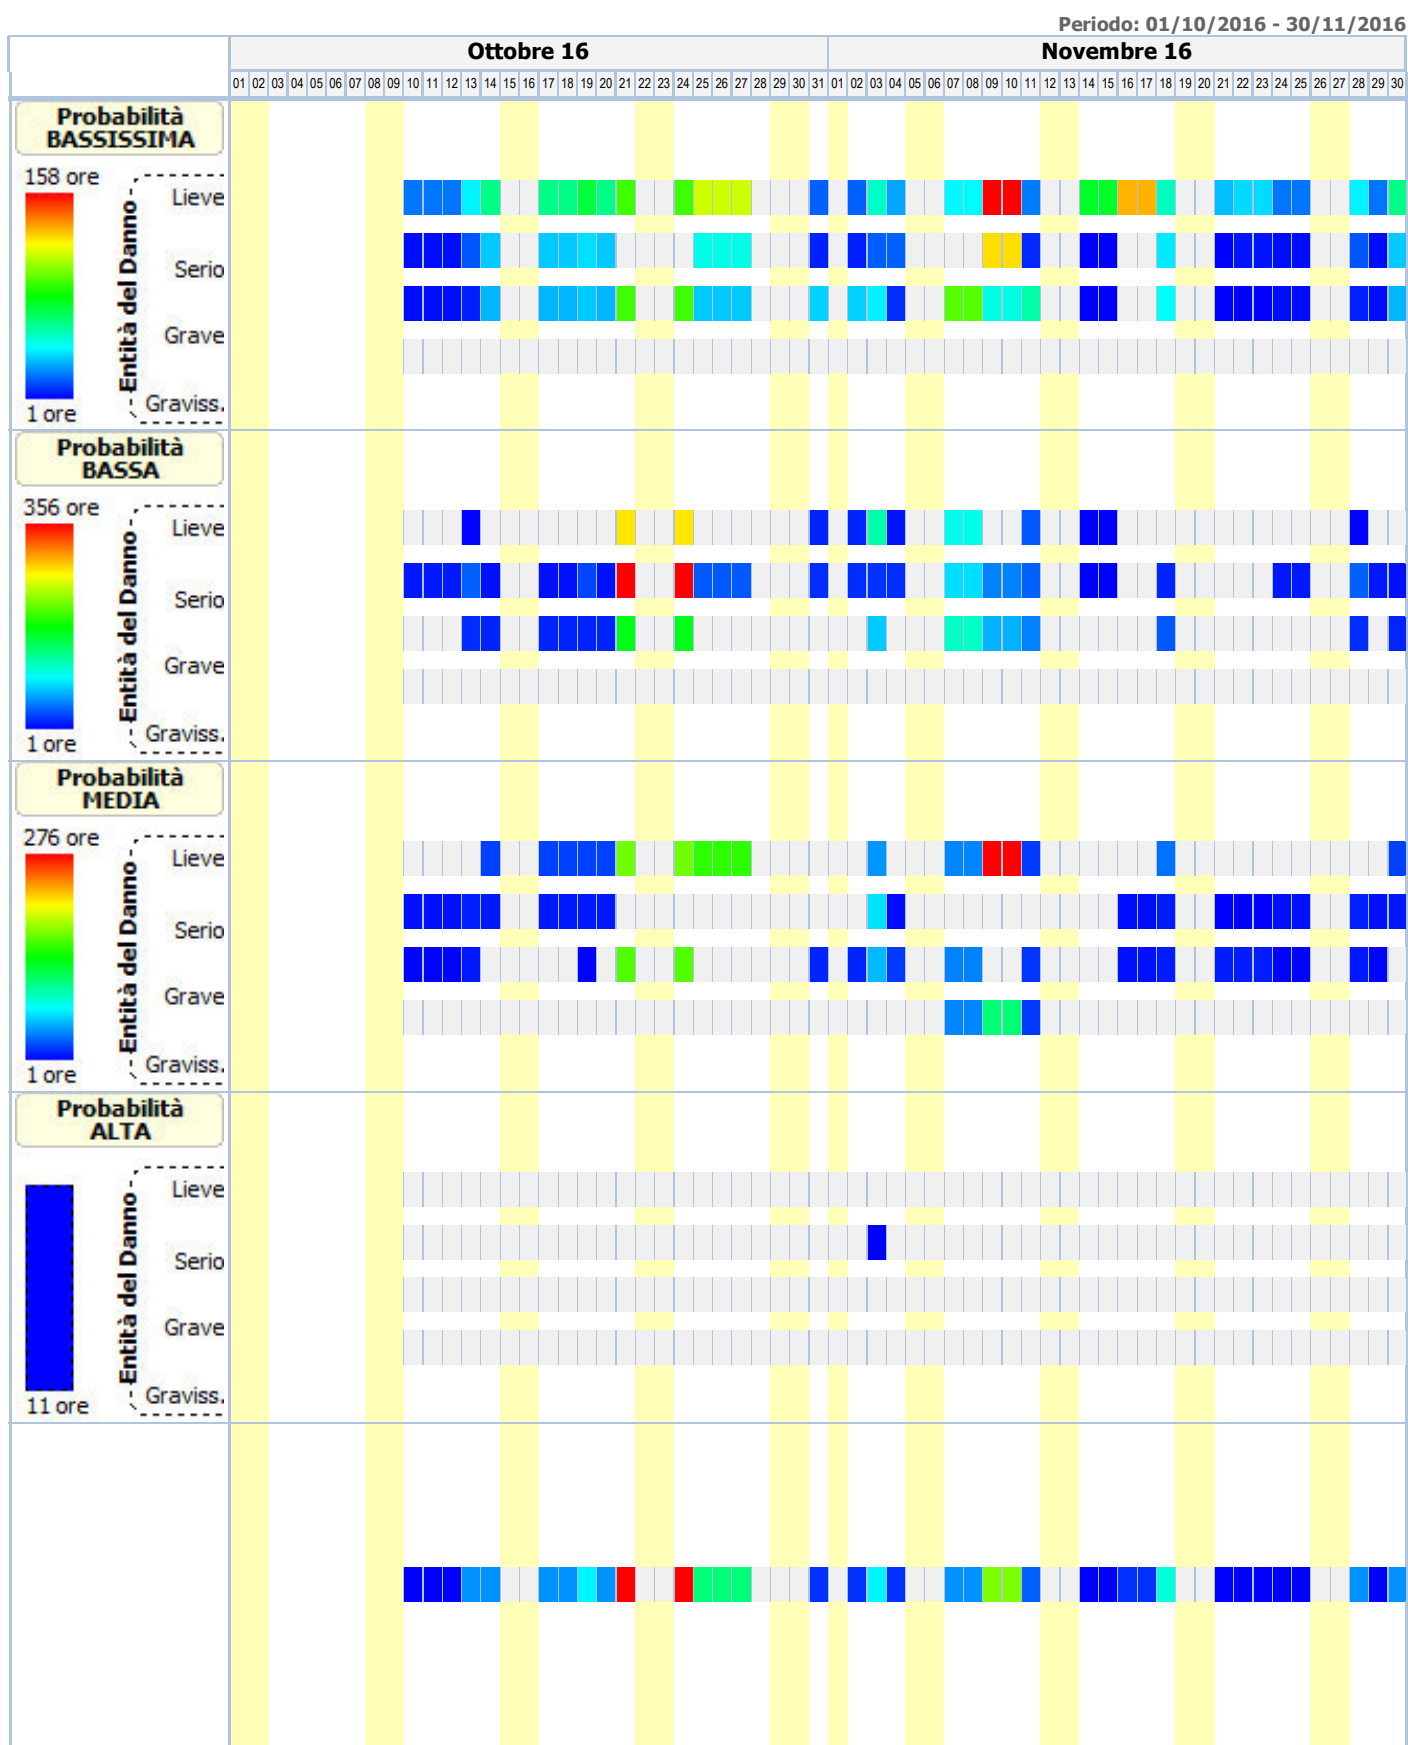 Periodo: 01/10/2016 - 30/11/2016
Ottobre 16 Novembre 16
01 02 03 04 05 06 07 08 09 10 11 12 13 14 15 16 17 18 19 20 21 22 23 24 25 26 27 28 29 30 31 01 02 03 04 05 06 07 08 09 10 11 12 13 14 15 16 17 18 19 20 21 22 23 24 25 26 27 28 29 30
Probabilità
BASSISSIMA
158 ore
Entità del Danno
Lieve
Serio
Grave
Graviss.
1 ore
Probabilità
BASSA
356 ore
Entità del Danno
Lieve
Serio
Grave
Graviss.
1 ore
Probabilità
MEDIA
276 ore
Entità del Danno
Lieve
Serio
Grave
Graviss.
1 ore
Probabilità
ALTA
Entità del Danno
Lieve
Serio
Grave
Graviss.
11 ore